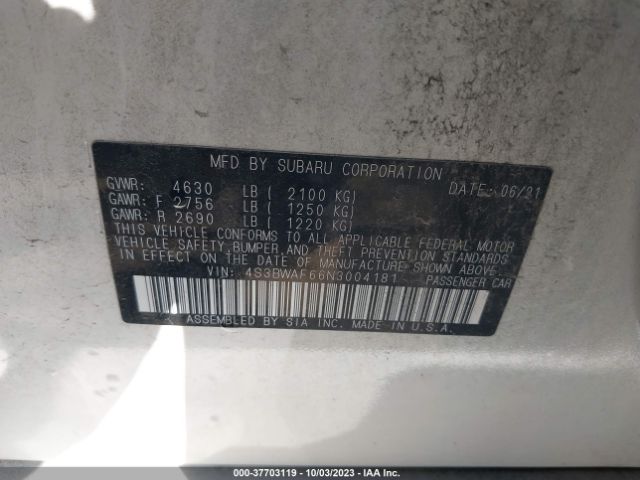 MFD BY SUBARU CORPORATION
GVWR: 4630 LB ( 2100 KG) DATE: 06/21
GAWR: F 2756 LB ( 1250 KG)
GAWR: R 2690 LB ( 1220 KG)
THIS VEHICLE CONFORMS TO ALL APPLICABLE FEDERAL MOTOR
VEHICLE SAFETY, BUMPER AND THEFT PREVENTION STANDARDS
IN EFFECT ON THE DATE OF MANUFACTURE SHOWN ABOVE.
VIN: 4S3BWAF66N3004181 PASSENGER CAR
ASSEMBLED BY SIA INC. MADE IN U.S.A.
000-37703119 - 10/03/2023 - IAAI.COM